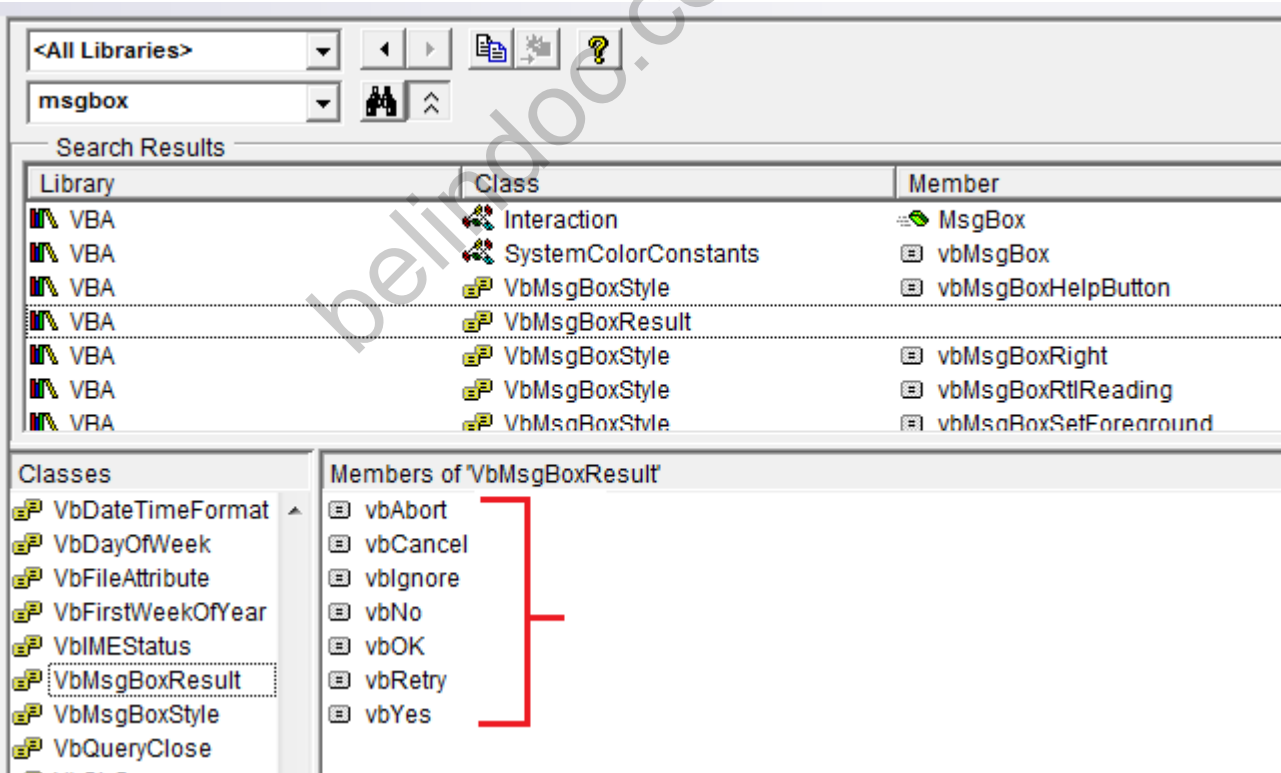 <All Libraries>
msgbox
Search Results
Library Class Member
VBA Interaction MsgBox
VBA SystemColorConstants vbMsgBox
VBA VbMsgBoxStyle vbMsgBoxHelpButton
VBA VbMsgBoxResult
VBA VbMsgBoxStyle vbMsgBoxRight
VBA VbMsgBoxStyle vbMsgBoxRtlReading
VBA VbMsgBoxStyle vbMsgBoxSetForeground
Classes
VbDateTimeFormat
VbDayOfWeek
VbFileAttribute
VbFirstWeekOfYear
VbIMEStatus
VbMsgBoxResult
VbMsgBoxStyle
VbQueryClose
Members of 'VbMsgBoxResult'
vbAbort
vbCancel
vbIgnore
vbNo
vbOK
vbRetry
vbYes
belindoc.co